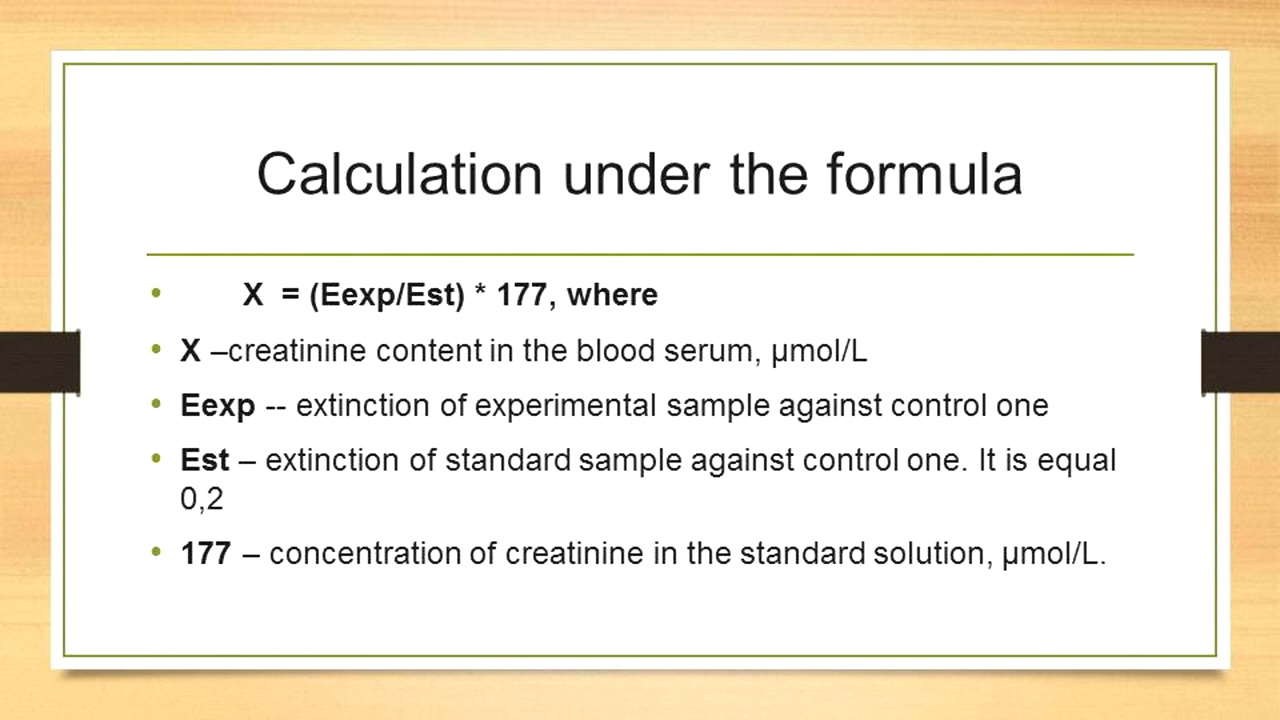 Calculation under the formula
• X = (Eexp/Est) * 177, where
• X –creatinine content in the blood serum, µmol/L
• Eexp -- extinction of experimental sample against control one
• Est – extinction of standard sample against control one. It is equal
0,2
• 177 – concentration of creatinine in the standard solution, µmol/L.